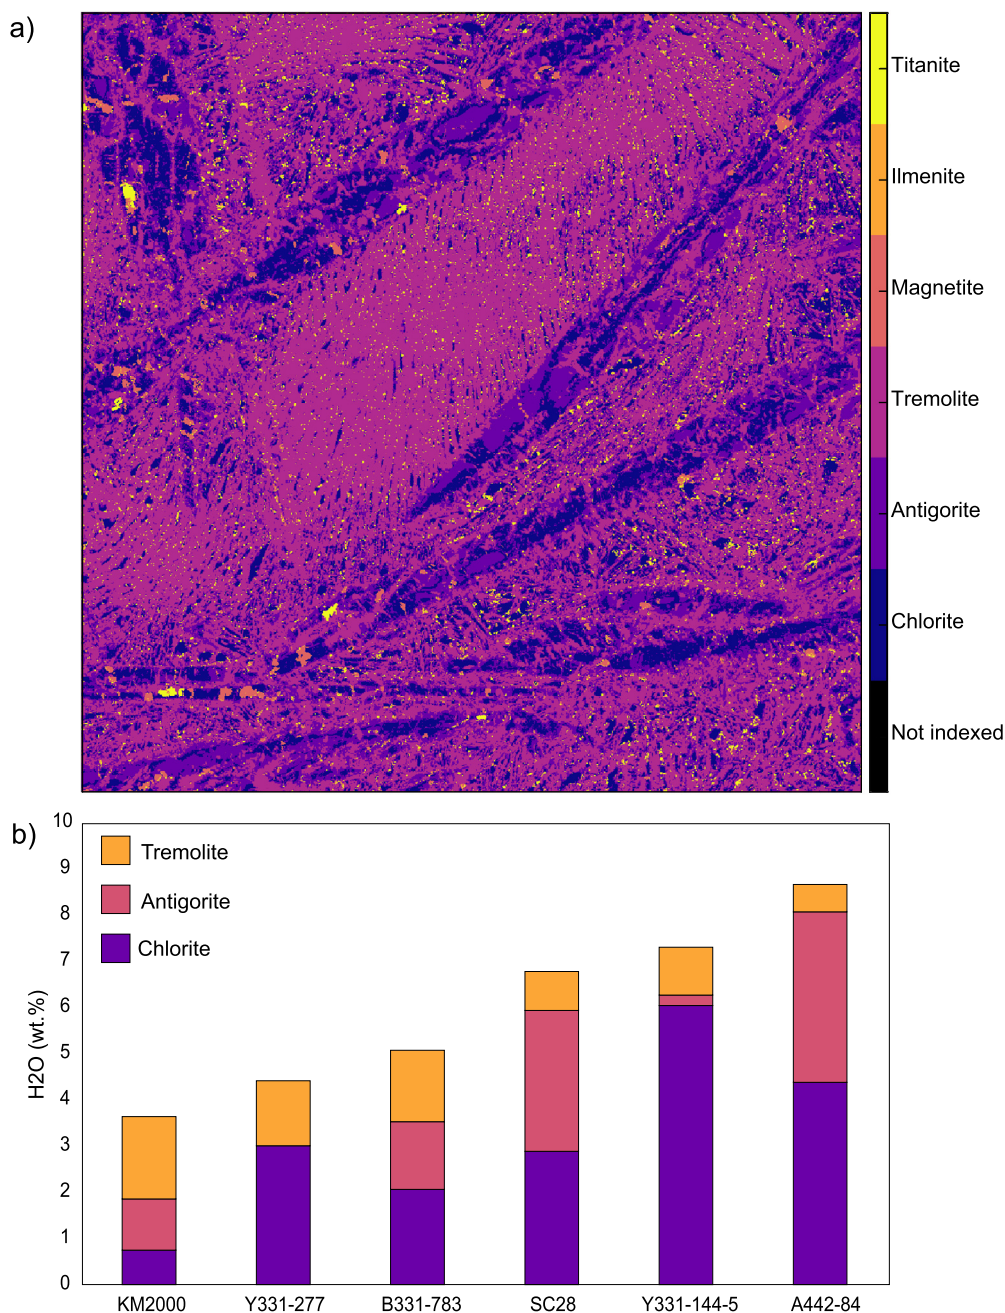 a)
Titanite
Ilmenite
Magnetite
Tremolite
Antigorite
Chlorite
Not indexed
b)
10
9
8
7
6
5
4
3
2
1
0
H2O (wt.%)
Tremolite
Antigorite
Chlorite
KM2000 Y331-277 B331-783 SC28 Y331-144-5 A442-84